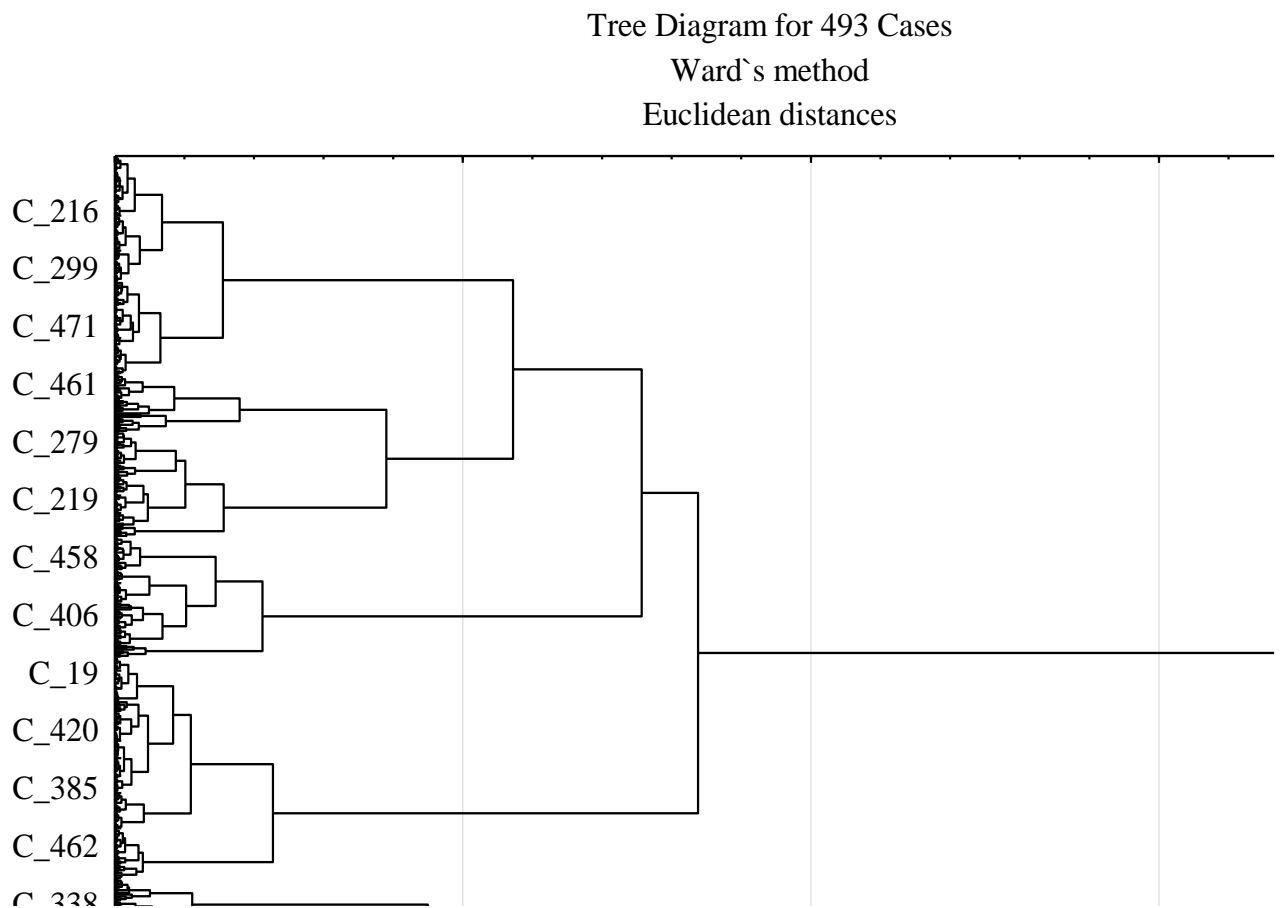 Tree Diagram for 493 Cases
Ward`s method
Euclidean distances
C_216
C_299
C_471
C_461
C_279
C_219
C_458
C_406
C_19
C_420
C_385
C_462
C_338